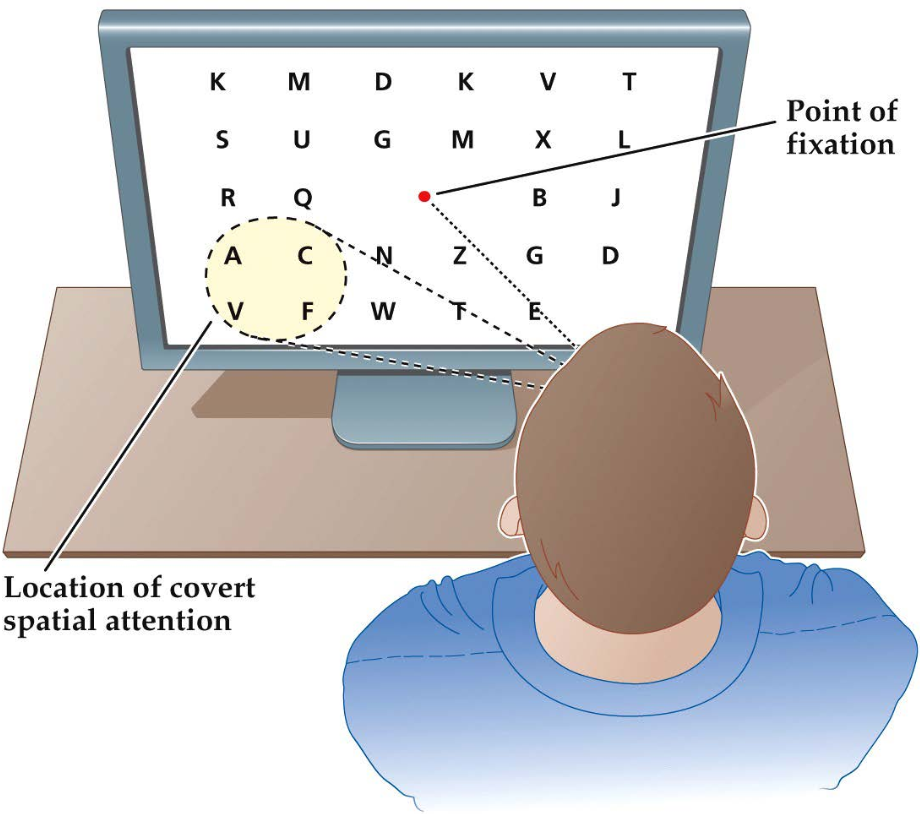 K M D K V T
Point of
fixation
S U G M X L
R Q B J
A C N Z G D
V F W T E
Location of covert
spatial attention